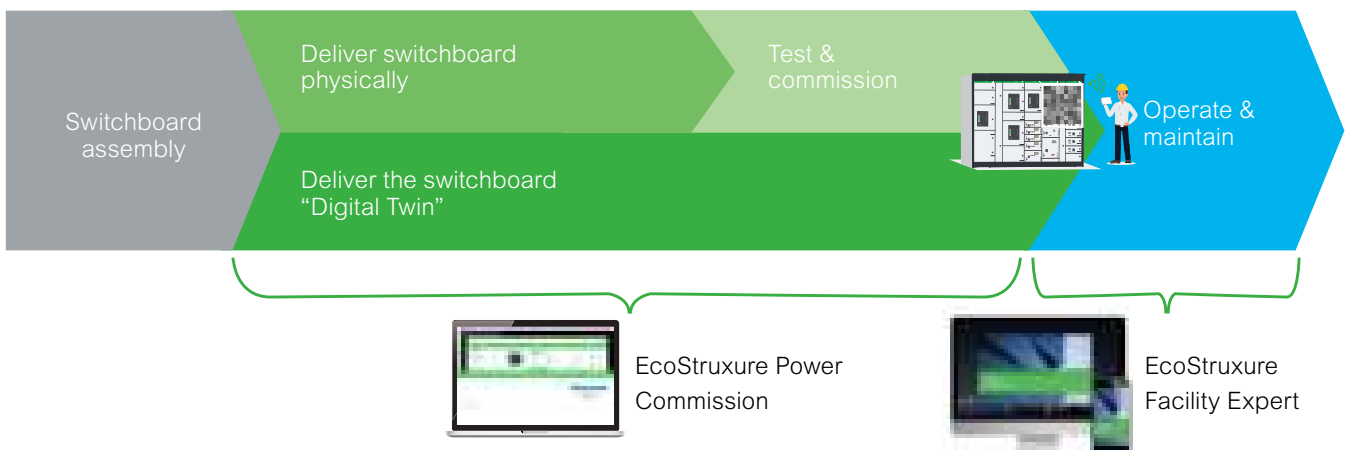 Switchboard
assembly
Deliver switchboard
physically
Test &
commission
Deliver the switchboard
“Digital Twin”
Operate &
maintain
EcoStruxure Power
Commission
EcoStruxure
Facility Expert